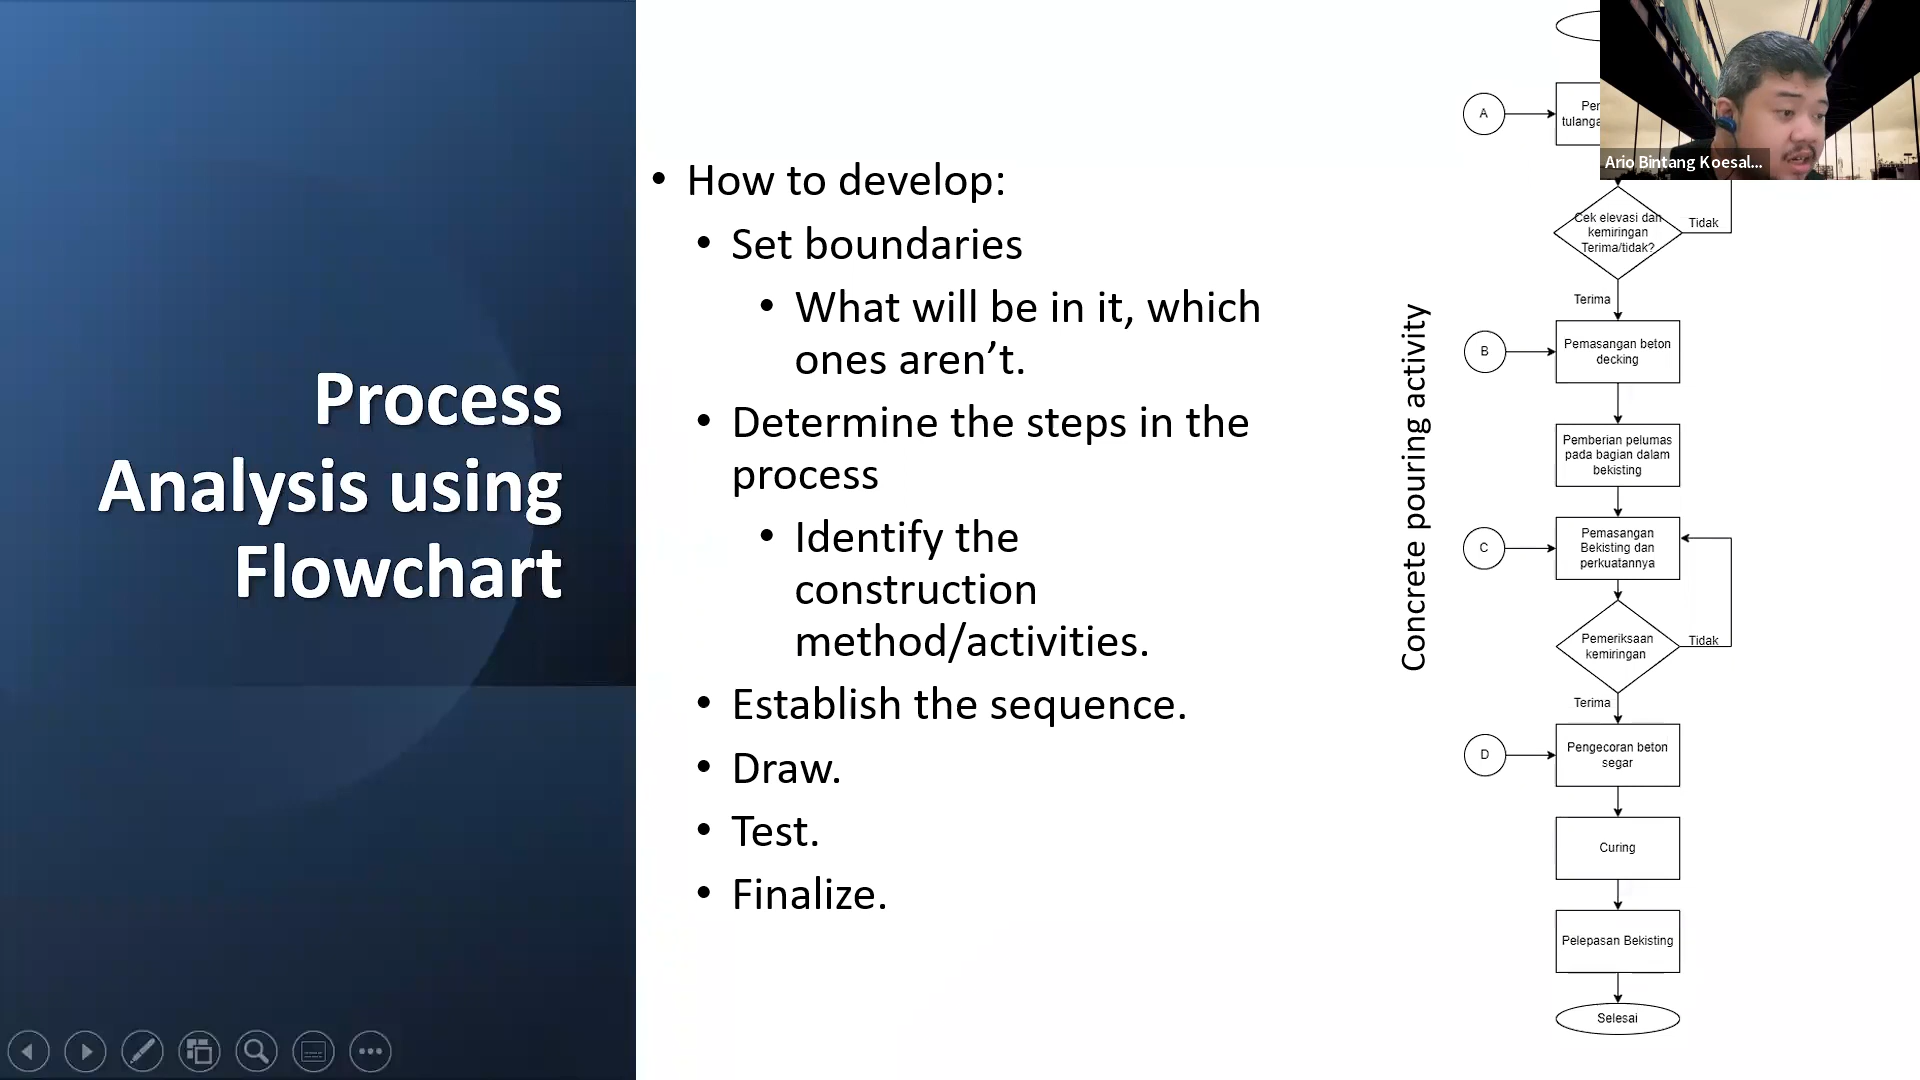 Process
Analysis using
Flowchart
• How to develop:
• Set boundaries
• What will be in it, which
ones aren’t.
• Determine the steps in the
process
• Identify the
construction
method/activities.
• Establish the sequence.
• Draw.
• Test.
• Finalize.
Concrete pouring activity
A
Ario Bintang Koesal...
Cek elevasi dan
kemiringan
Terima/tidak?
Tidak
Terima
B
Pemasangan beton
decking
Pemberian pelumas
pada bagian dalam
bekisting
C
Pemasangan
Bekisting dan
perkuatannya
Pemeriksaan
kemiringan
Tidak
Terima
D
Pengecoran beton
segar
Curing
Pelepasan Bekisting
Selesai